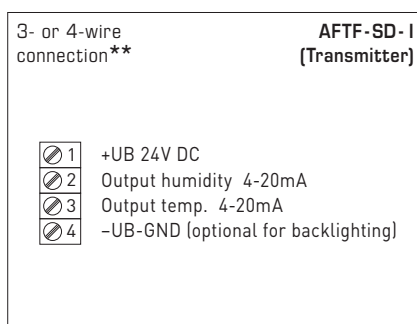 3- or 4-wire
connection**
AFTF-SD-I
(Transmitter)
1 +UB 24V DC
2 Output humidity 4-20mA
3 Output temp. 4-20mA
4 –UB-GND (optional for backlighting)